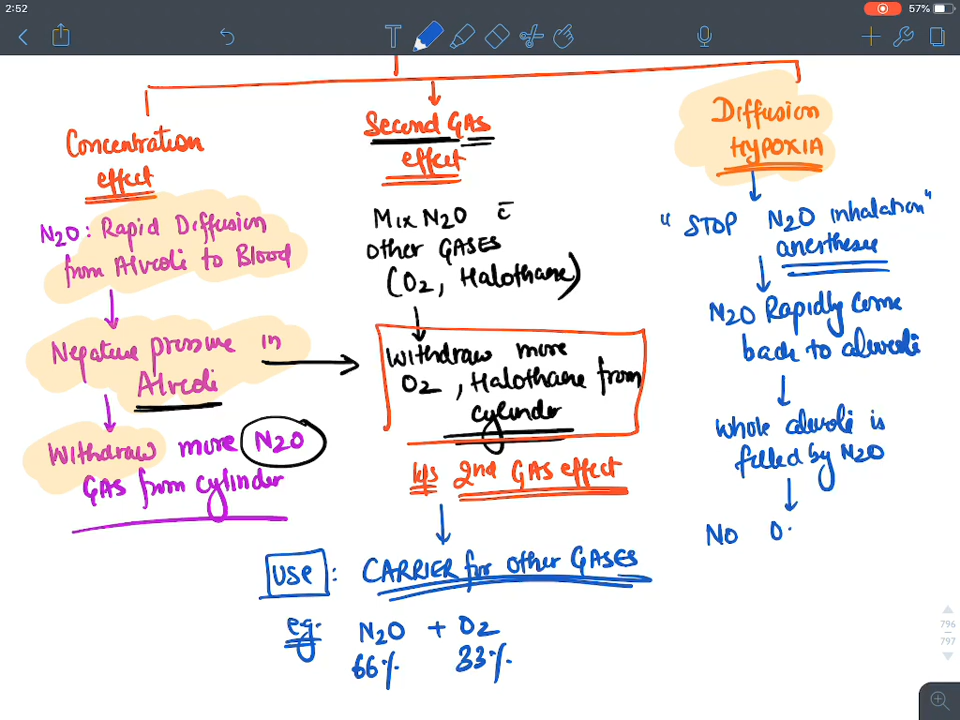 2:52
57%
T
Concentration
effect
N2O: Rapid Diffusion
from Alveoli to Blood
Negative pressure in
Alveoli
Withdraw more N2O
GAS from cylinder
Second GAS
effect
Mix N2O c̄
other GASES
(O2, Halothane)
Withdraw more
O2, Halothane from
cylinder
k/s 2nd GAS effect
USE: CARRIER for other GASES
eg: N2O + O2
66% 33%
Diffusion
HYPOXIA
"STOP N2O inhalation"
N2O Rapidly come
back to alveoli
Whole alveoli is
filled by N2O
NO O
796
797